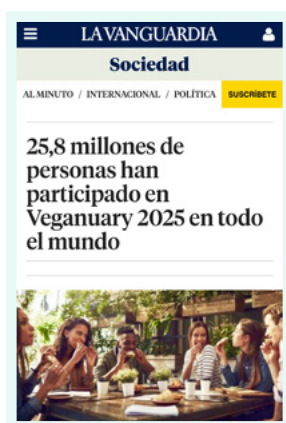 LA VANGUARDIA
Sociedad
AL MINUTO / INTERNACIONAL / POLÍTICA SUSCRÍBETE
25,8 millones de
personas han
participado en
Veganuary 2025 en todo
el mundo